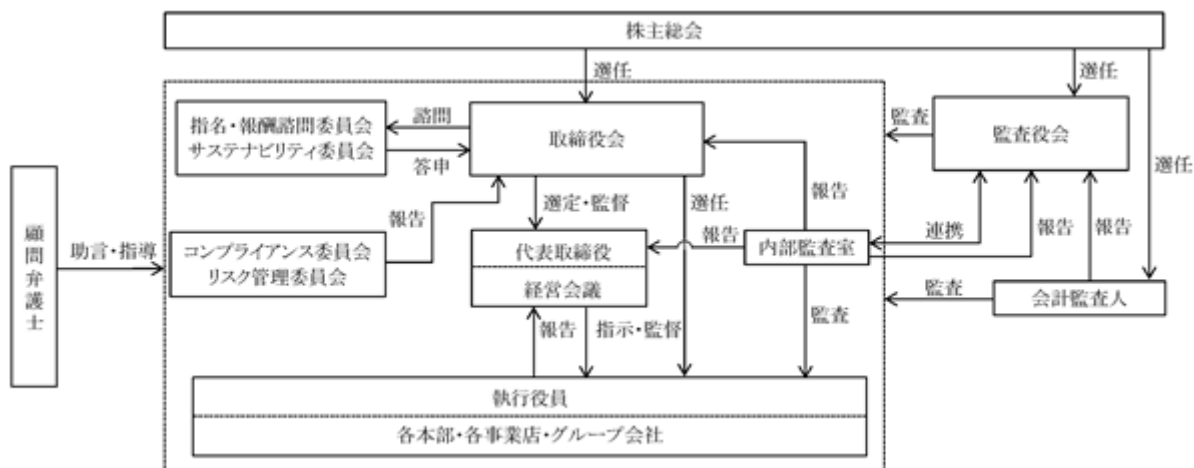 株主総会
選任
選任
指名・報酬諮問委員会
サステナビリティ委員会
諮問
答申
取締役会
監査
監査役会
選任
顧問弁護士
助言・指導
コンプライアンス委員会
リスク管理委員会
報告
選定・監督
選任
報告
代表取締役
経営会議
報告
内部監査室
連携
報告
報告
監査
会計監査人
報告
指示・監督
監査
執行役員
各本部・各事業店・グループ会社